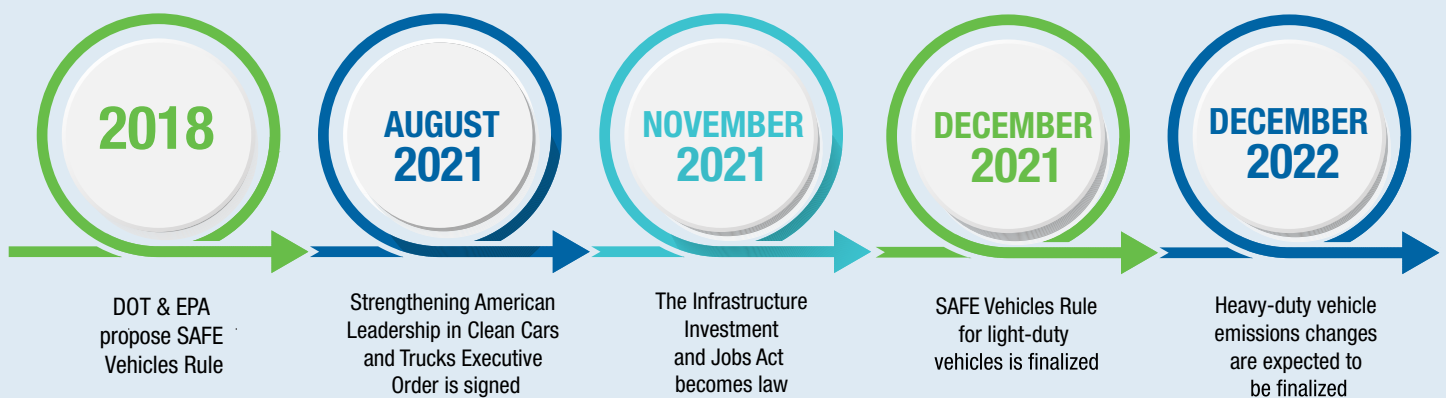 2018
DOT & EPA
propose SAFE
Vehicles Rule
AUGUST
2021
Strengthening American
Leadership in Clean Cars
and Trucks Executive
Order is signed
NOVEMBER
2021
The Infrastructure
Investment
and Jobs Act
becomes law
DECEMBER
2021
SAFE Vehicles Rule
for light-duty
vehicles is finalized
DECEMBER
2022
Heavy-duty vehicle
emissions changes
are expected to
be finalized